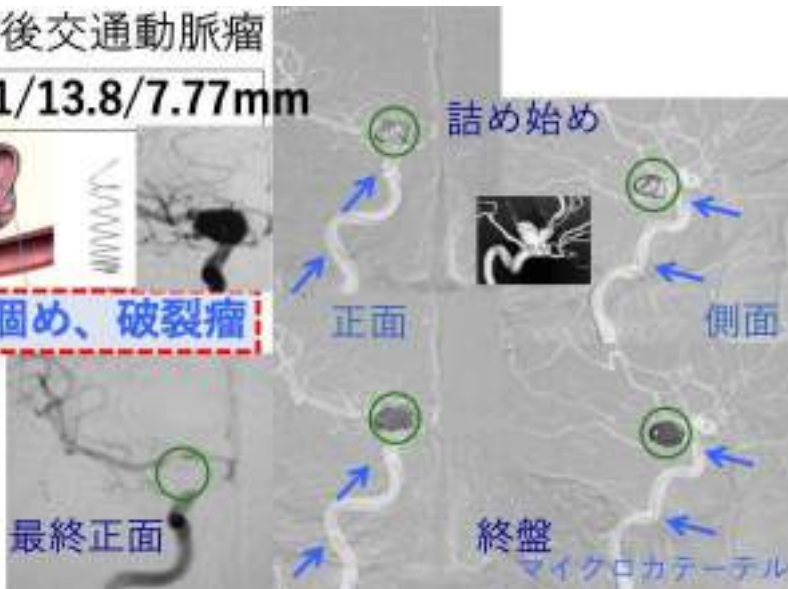 後交通動脈瘤
1/13.8/7.77mm
詰め始め
固め、破裂瘤
正面
側面
最終正面
終盤
マイクロカテーテル